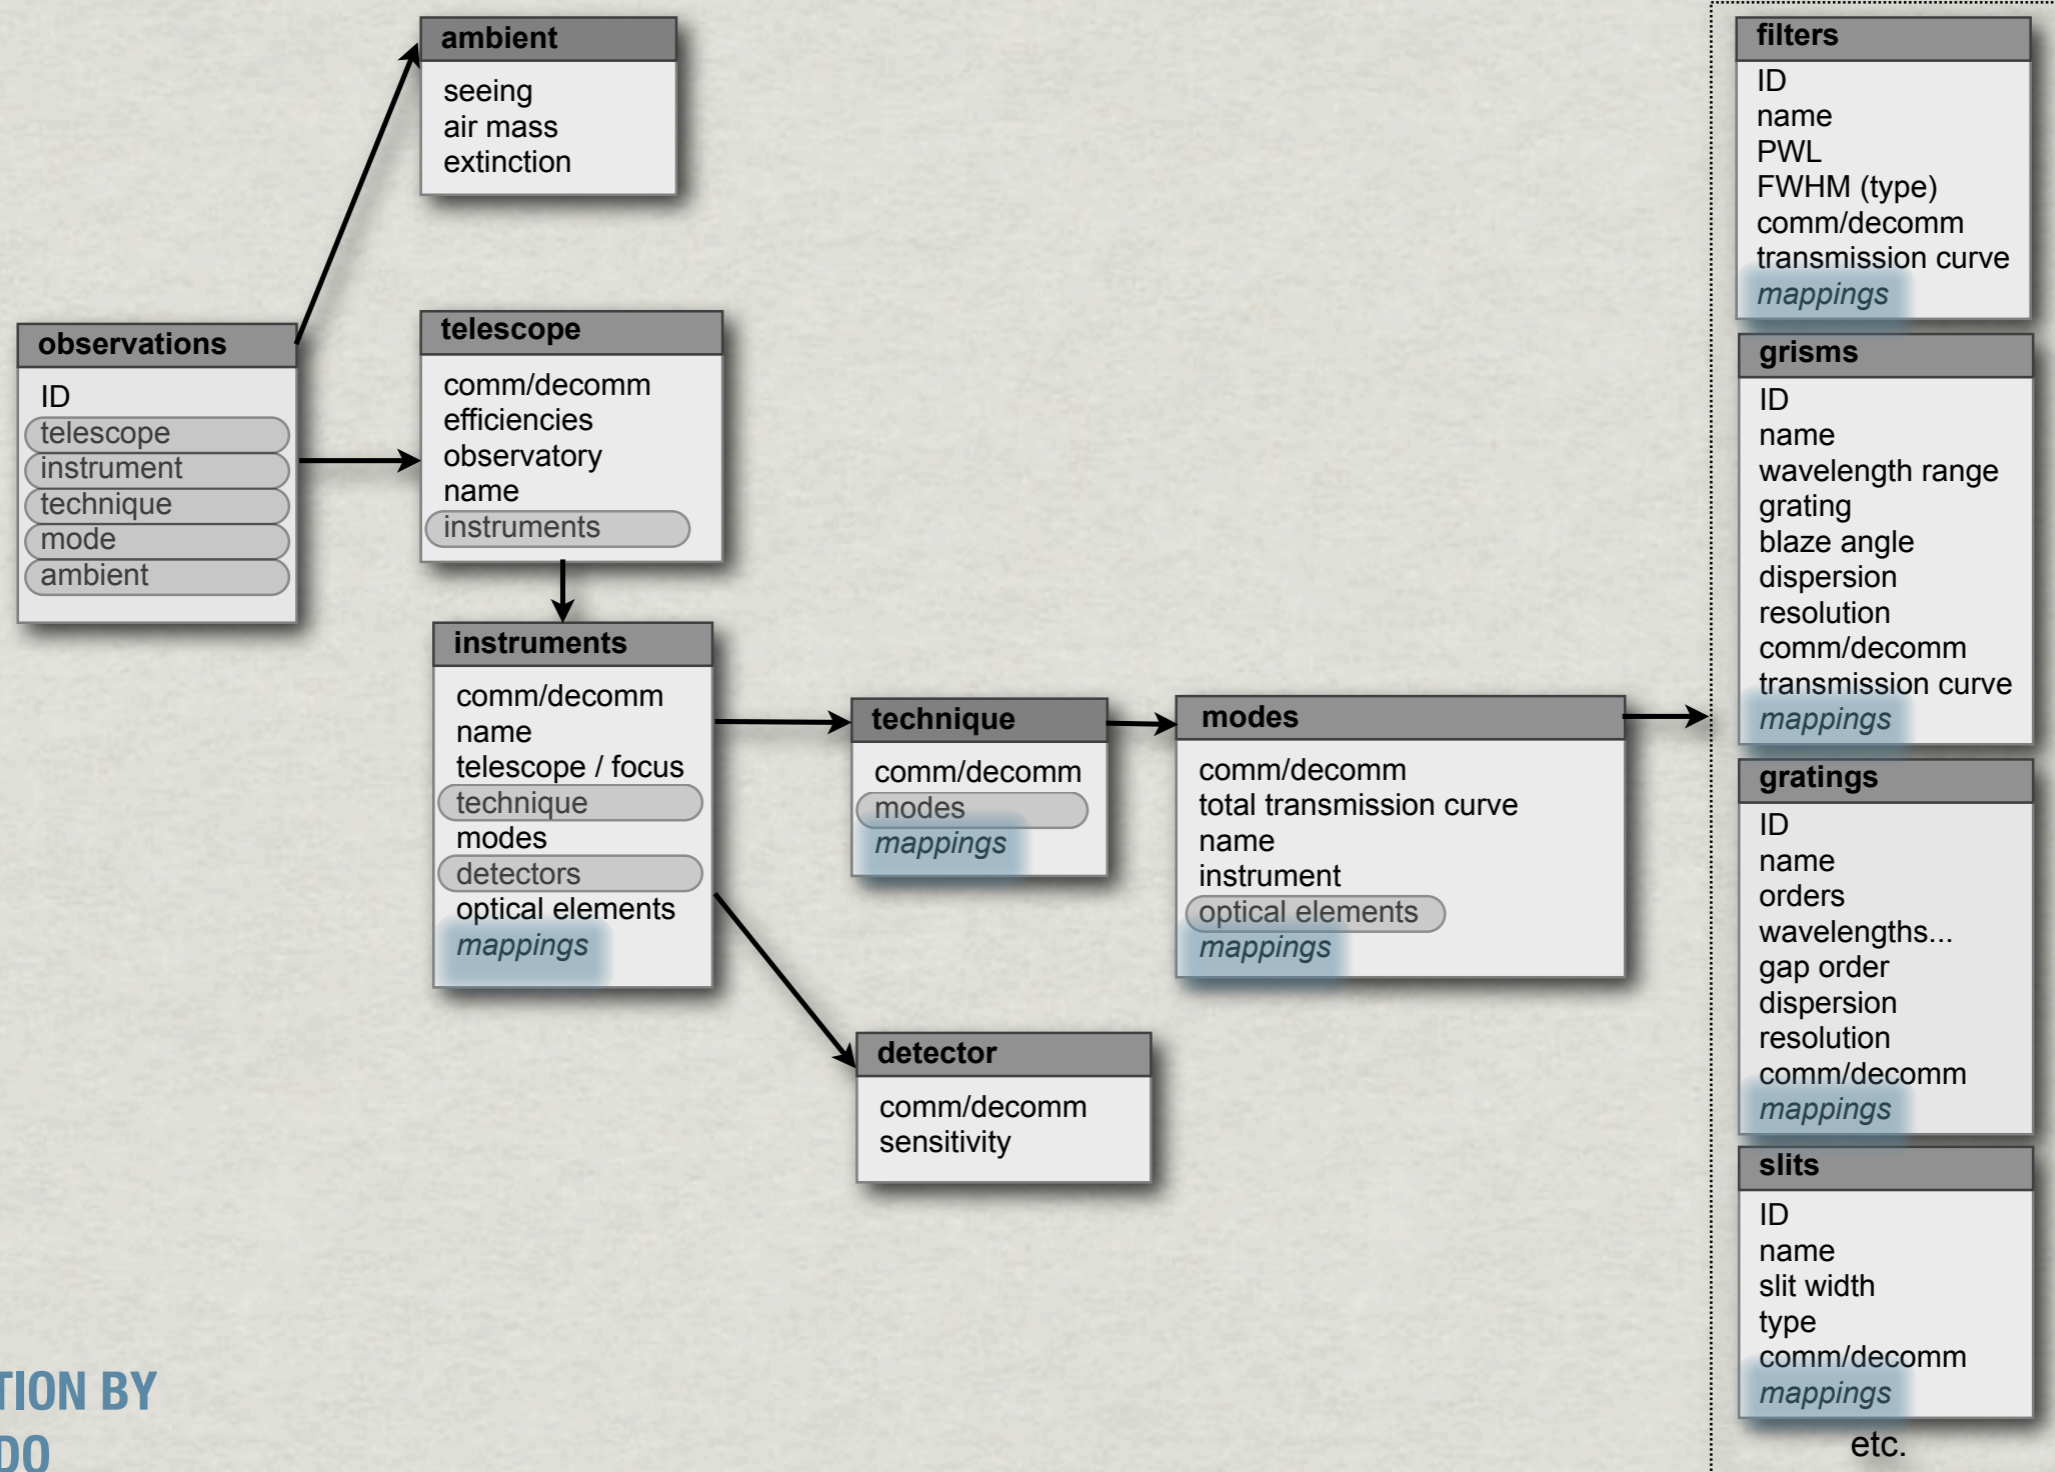 ambient
seeing
air mass
extinction
observations
ID
telescope
instrument
technique
mode
ambient
telescope
comm/decomm
efficiencies
observatory
name
instruments
instruments
comm/decomm
name
telescope / focus
technique
modes
detectors
optical elements
mappings
technique
comm/decomm
modes
mappings
modes
comm/decomm
total transmission curve
name
instrument
optical elements
mappings
detector
comm/decomm
sensitivity
filters
ID
name
PWL
FWHM (type)
comm/decomm
transmission curve
mappings
grisms
ID
name
wavelength range
grating
blaze angle
dispersion
resolution
comm/decomm
transmission curve
mappings
gratings
ID
name
orders
wavelengths...
gap order
dispersion
resolution
comm/decomm
mappings
slits
ID
name
slit width
type
comm/decomm
mappings
etc.
TION BY
DO